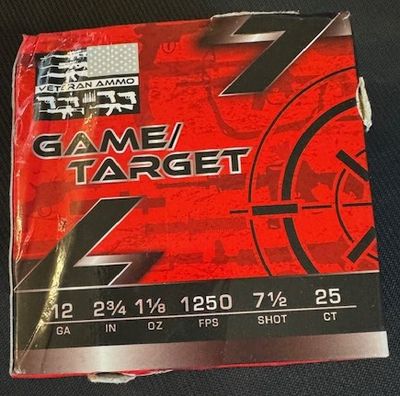 VETERAN AMMO
GAME/
TARGET
12 2¾ 1⅛ 1250 7½ 25
GA IN OZ FPS SHOT CT